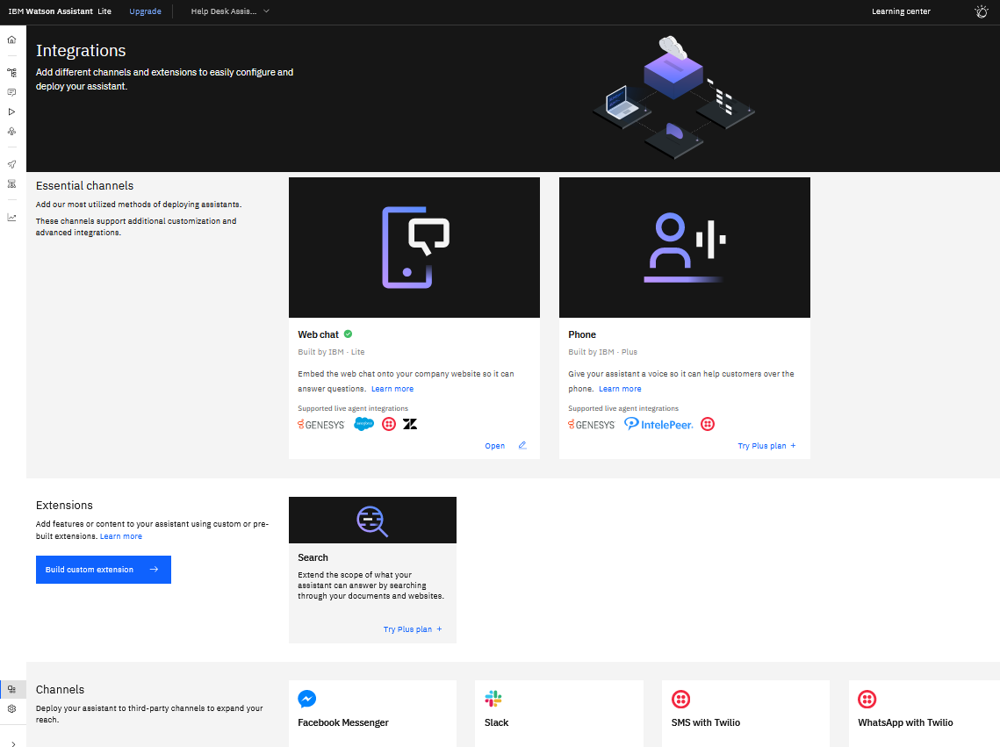 IBM Watson Assistant Lite Upgrade Help Desk Assis... Learning center
Integrations
Add different channels and extensions to easily configure and
deploy your assistant.
Essential channels
Add our most utilized methods of deploying assistants.
These channels support additional customization and
advanced integrations.
Web chat
Built by IBM - Lite
Embed the web chat onto your company website so it can
answer questions. Learn more
Supported live agent integrations
GENESYS salesforce
Open
Phone
Built by IBM - Plus
Give your assistant a voice so it can help customers over the
phone. Learn more
Supported live agent integrations
GENESYS IntelePeer
Try Plus plan +
Extensions
Add features or content to your assistant using custom or pre-
built extensions. Learn more
Build custom extension
Search
Extend the scope of what your
assistant can answer by searching
through your documents and websites.
Try Plus plan +
Channels
Deploy your assistant to third-party channels to expand your
reach.
Facebook Messenger
Slack
SMS with Twilio
WhatsApp with Twilio